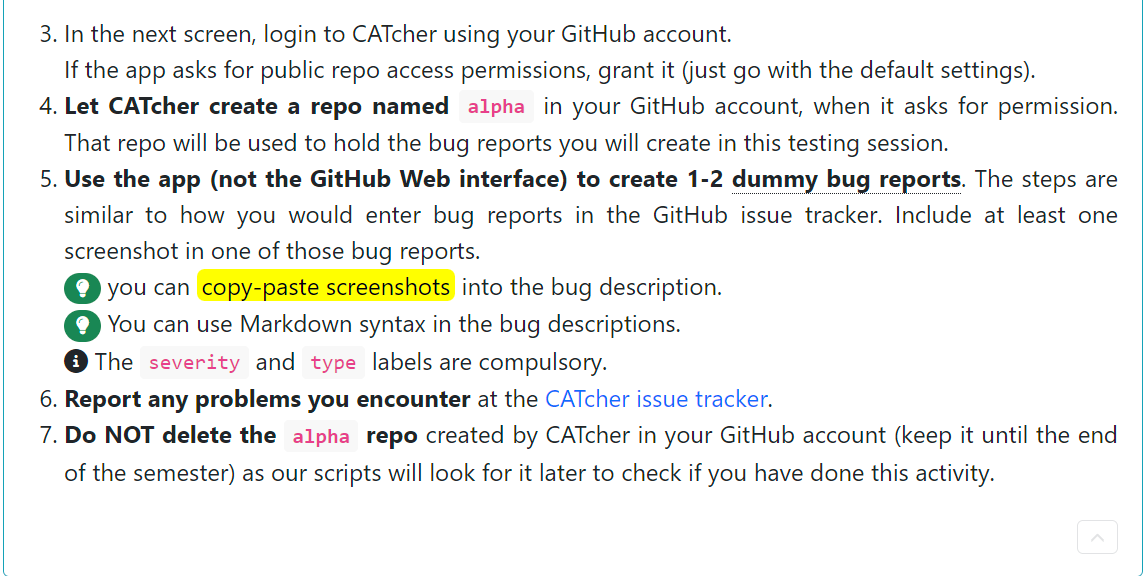 3. In the next screen, login to CATcher using your GitHub account.
If the app asks for public repo access permissions, grant it (just go with the default settings).
4. Let CATcher create a repo named alpha in your GitHub account, when it asks for permission.
That repo will be used to hold the bug reports you will create in this testing session.
5. Use the app (not the GitHub Web interface) to create 1-2 dummy bug reports. The steps are
similar to how you would enter bug reports in the GitHub issue tracker. Include at least one
screenshot in one of those bug reports.
you can copy-paste screenshots into the bug description.
You can use Markdown syntax in the bug descriptions.
The severity and type labels are compulsory.
6. Report any problems you encounter at the CATcher issue tracker.
7. Do NOT delete the alpha repo created by CATcher in your GitHub account (keep it until the end
of the semester) as our scripts will look for it later to check if you have done this activity.